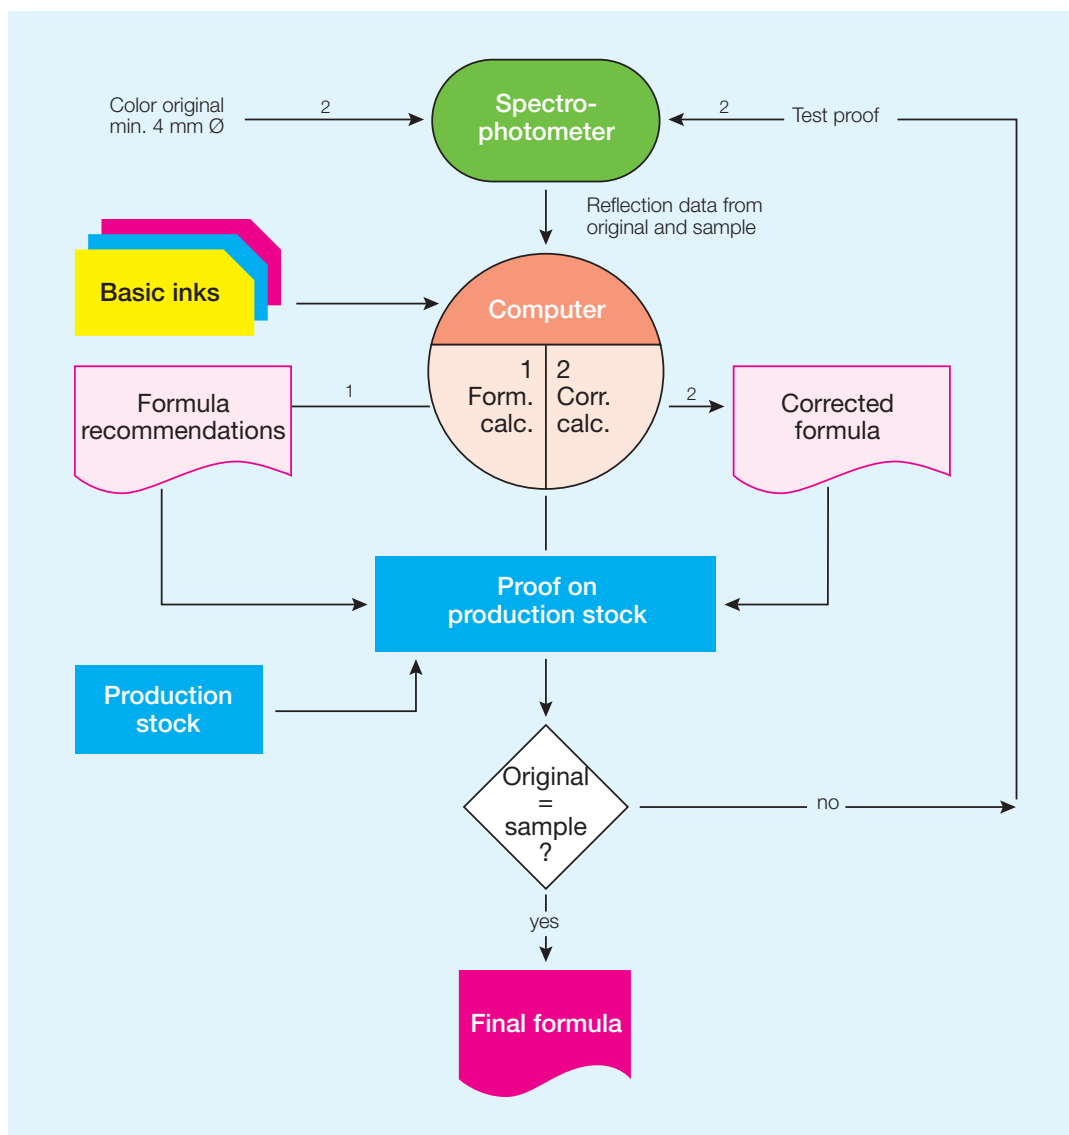 Color original
min. 4 mm Ø
2
Spectro-
photometer
2
Test proof
Reflection data from
original and sample
Basic inks
Computer
1
Form.
calc.
2
Corr.
calc.
Formula
recommendations
1
2
Corrected
formula
Proof on
production stock
Production
stock
Original
=
sample
?
no
yes
Final formula